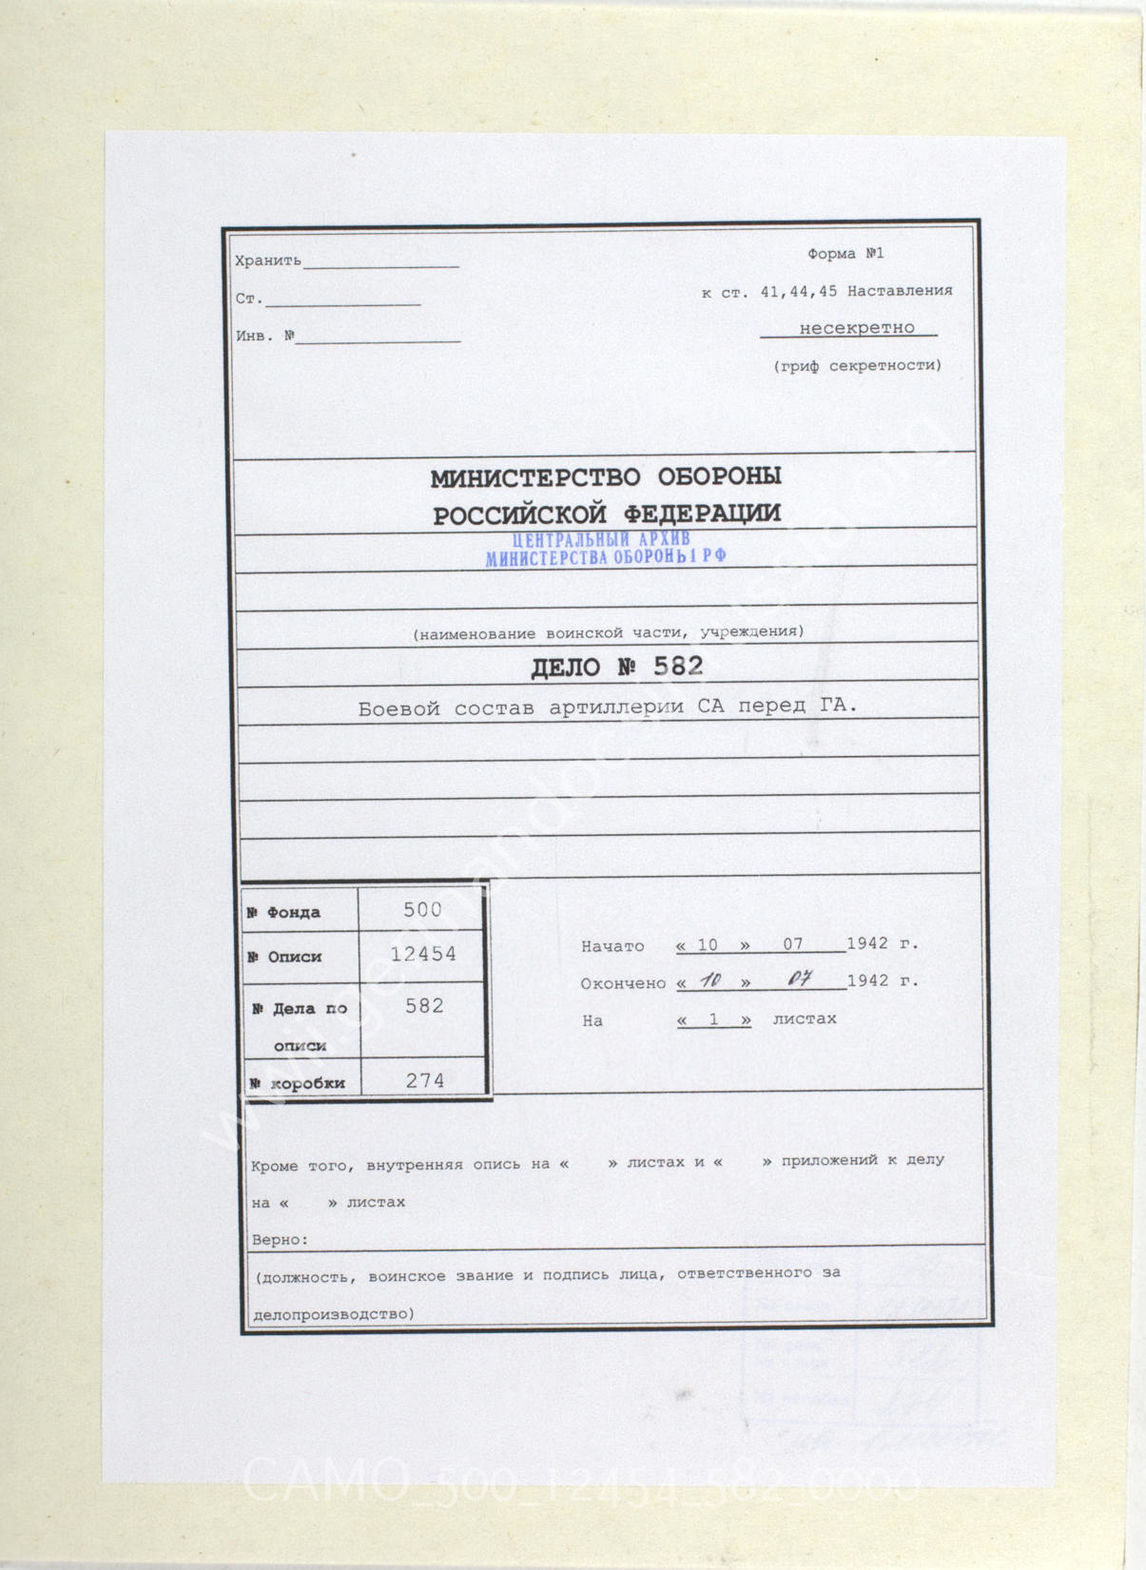 Хранить
Форма №1
к ст. 41,44,45 Наставления
Ст.
несекретно
Инв. №
(гриф секретности)
МИНИСТЕРСТВО ОБОРОНЫ
РОССИЙСКОЙ ФЕДЕРАЦИИ
ЦЕНТРАЛЬНЫЙ АРХИВ
МИНИСТЕРСТВА ОБОРОНЫ РФ
(наименование воинской части, учреждения)
ДЕЛО № 582
Боевой состав артиллерии СА перед ГА.
№ Фонда 500
№ Описи 12454
№ Дела по описи 582
№ коробки 274
Начато « 10 » 07 1942 г.
Окончено « 10 » 07 1942 г.
На « 1 » листах
Кроме того, внутренняя опись на « » листах и « » приложений к делу
на « » листах
Верно:
(должность, воинское звание и подпись лица, ответственного за
делопроизводство)
CAMO_500_12454_582_0000